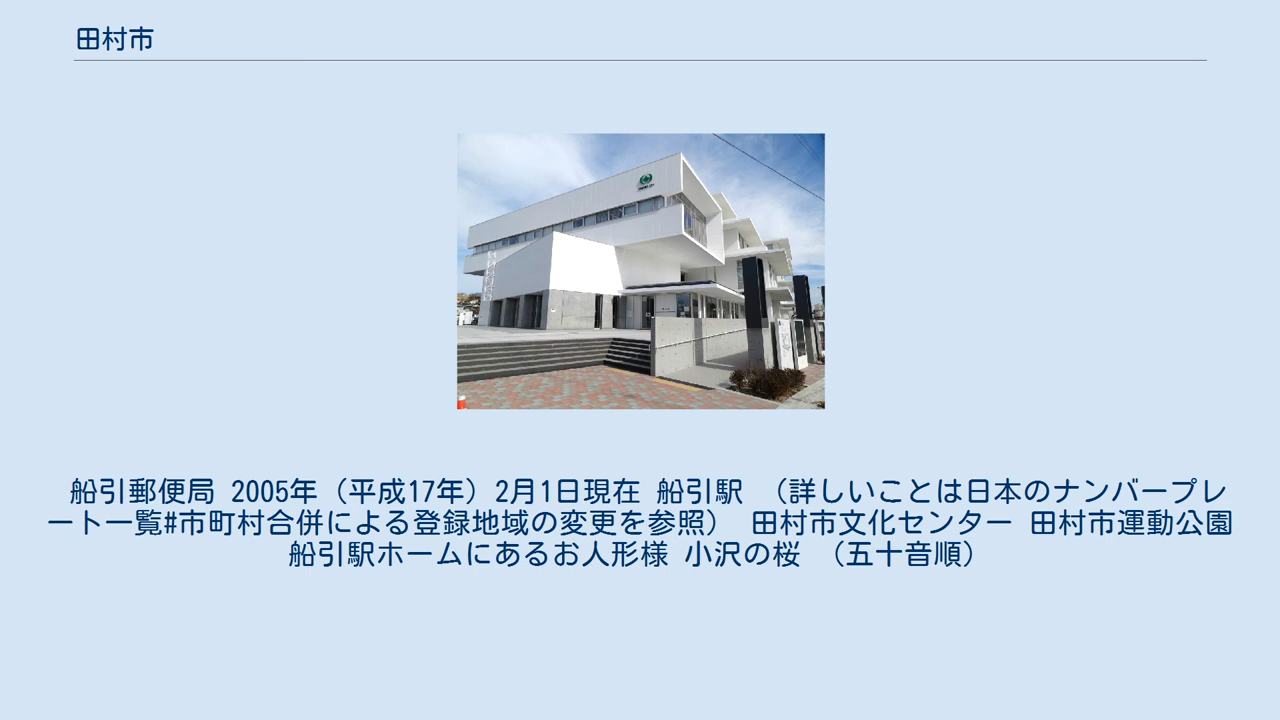 田村市
船引郵便局 2005年（平成17年）2月1日現在 船引駅 （詳しいことは日本のナンバープレ
ート一覧#市町村合併による登録地域の変更を参照） 田村市文化センター 田村市運動公園
船引駅ホームにあるお人形様 小沢の桜 （五十音順）